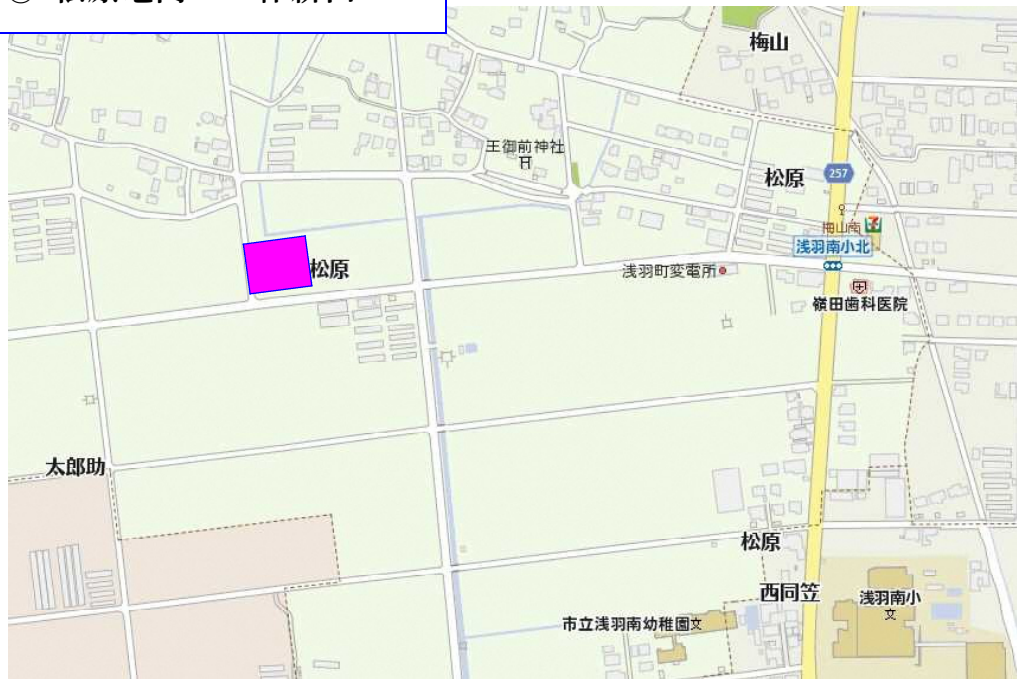 梅山
王御前神社
松原
257
梅山南
浅羽南小北
松原
浅羽町変電所
嶺田歯科医院
太郎助
松原
西同笠
浅羽南小
文
市立浅羽南幼稚園文